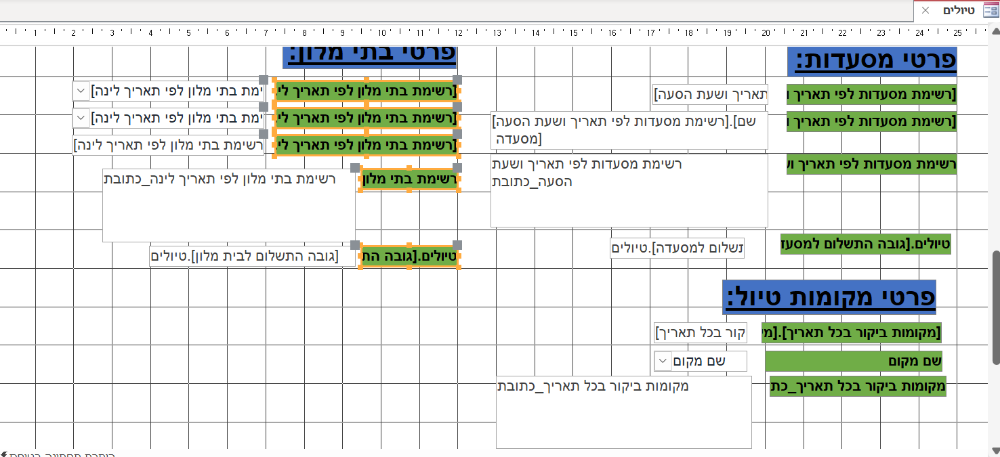 טיולים
1 2 3 4 5 6 7 8 9 10 11 12 13 14 15 16 17 18 19 20 21 22 23 24 25
פרטי מסעדות:
[רשימת מסעדות לפי תאריך ו
תאריך ושעת הסעה]
[רשימת מסעדות לפי תאריך ו
שם].[רשימת מסעדות לפי תאריך ושעת הסעה]
[מסעדה
רשימת מסעדות לפי תאריך וש
רשימת מסעדות לפי תאריך ושעת
הסעה_כתובת
טיולים.[גובה התשלום למסעד
תשלום למסעדה].טיולים
פרטי בתי מלון:
[רשימת בתי מלון לפי תאריך לי
ימת בתי מלון לפי תאריך לינה]
[רשימת בתי מלון לפי תאריך לי
ימת בתי מלון לפי תאריך לינה]
[רשימת בתי מלון לפי תאריך לי
רשימת בתי מלון לפי תאריך לינה]
רשימת בתי מלון
רשימת בתי מלון לפי תאריך לינה_כתובת
טיולים.[גובה הת
[גובה התשלום לבית מלון].טיולים
פרטי מקומות טיול:
[מקומות ביקור בכל תאריך].[מי
קור בכל תאריך]
שם מקום
שם מקום
מקומות ביקור בכל תאריך_כת
מקומות ביקור בכל תאריך_כתובת